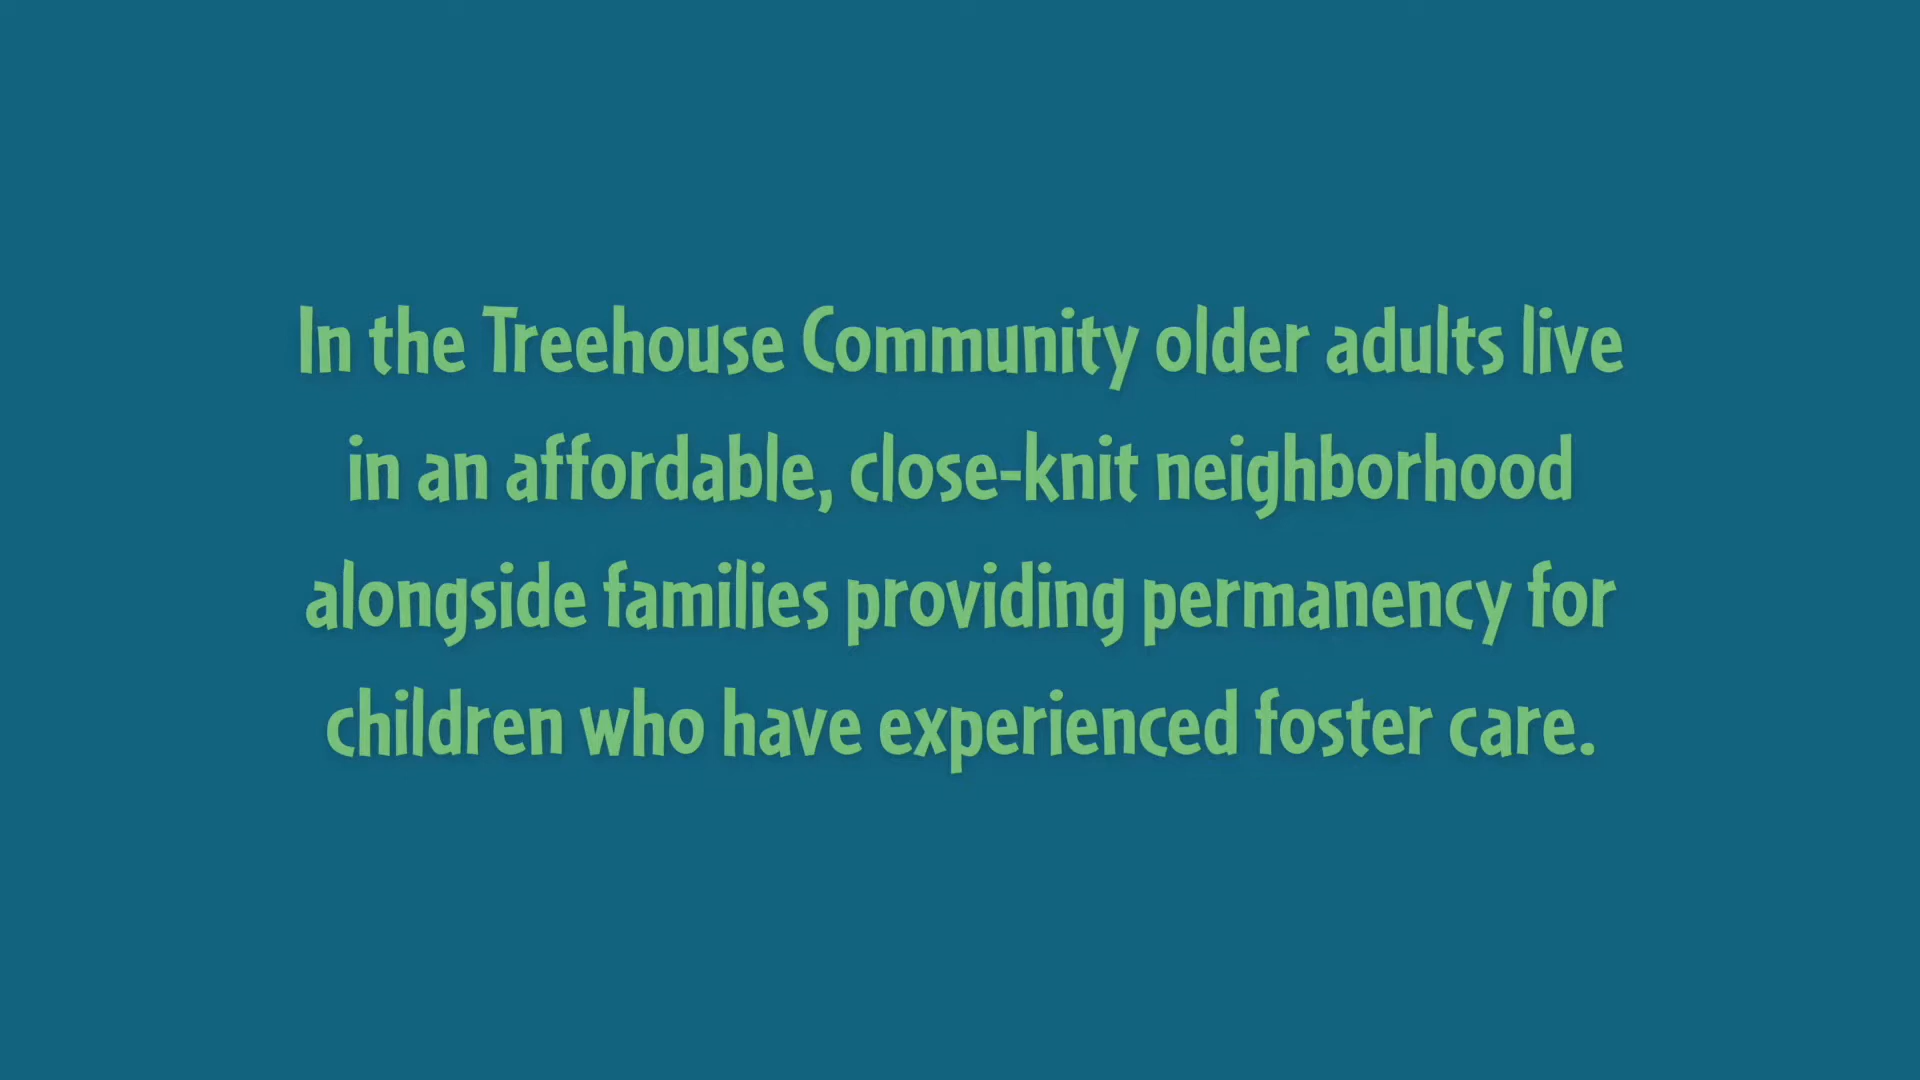 In the Treehouse Community older adults live
in an affordable, close-knit neighborhood
alongside families providing permanency for
children who have experienced foster care.